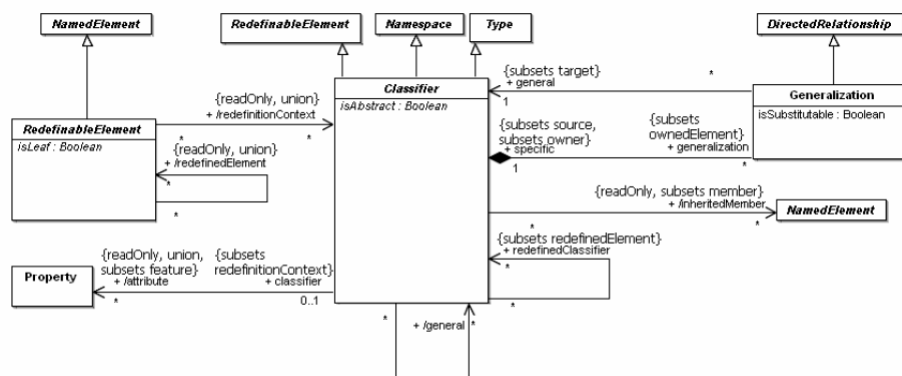 NamedElement
RedefinableElement
Namespace
Type
DirectedRelationship
Classifier
isAbstract : Boolean
{subsets target}
+ general
*
1
Generalization
isSubstitutable : Boolean
{readOnly, union}
+ /redefinitionContext
*
*
RedefinableElement
isLeaf : Boolean
{readOnly, union}
+ /redefinedElement
*
*
{subsets source,
subsets owner}
+ specific
1
{subsets
ownedElement}
+ generalization
*
{readOnly, subsets member}
+ /inheritedMember
*
*
NamedElement
{subsets redefinedElement}
+ redefinedClassifier
*
*
Property
{readOnly, union,
subsets feature}
+ /attribute
*
{subsets
redefinitionContext}
+ classifier
0..1
*
+ /general
*